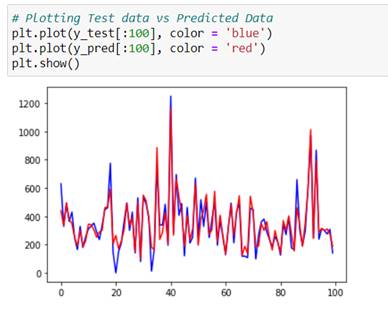 # Plotting Test data vs Predicted Data
plt.plot(y_test[:100], color = 'blue')
plt.plot(y_pred[:100], color = 'red')
plt.show()
1200
1000
800
600
400
200
0
0 20 40 60 80 100